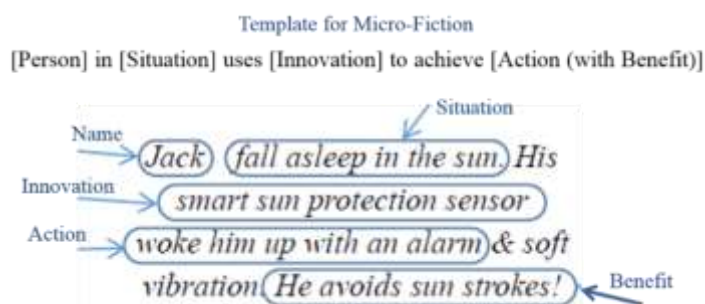 Template for Micro-Fiction
[Person] in [Situation] uses [Innovation] to achieve [Action (with Benefit)]
Situation
Name
Jack fall asleep in the sun. His
Innovation
smart sun protection sensor
Action
woke him up with an alarm & soft
vibration. He avoids sun strokes!
Benefit